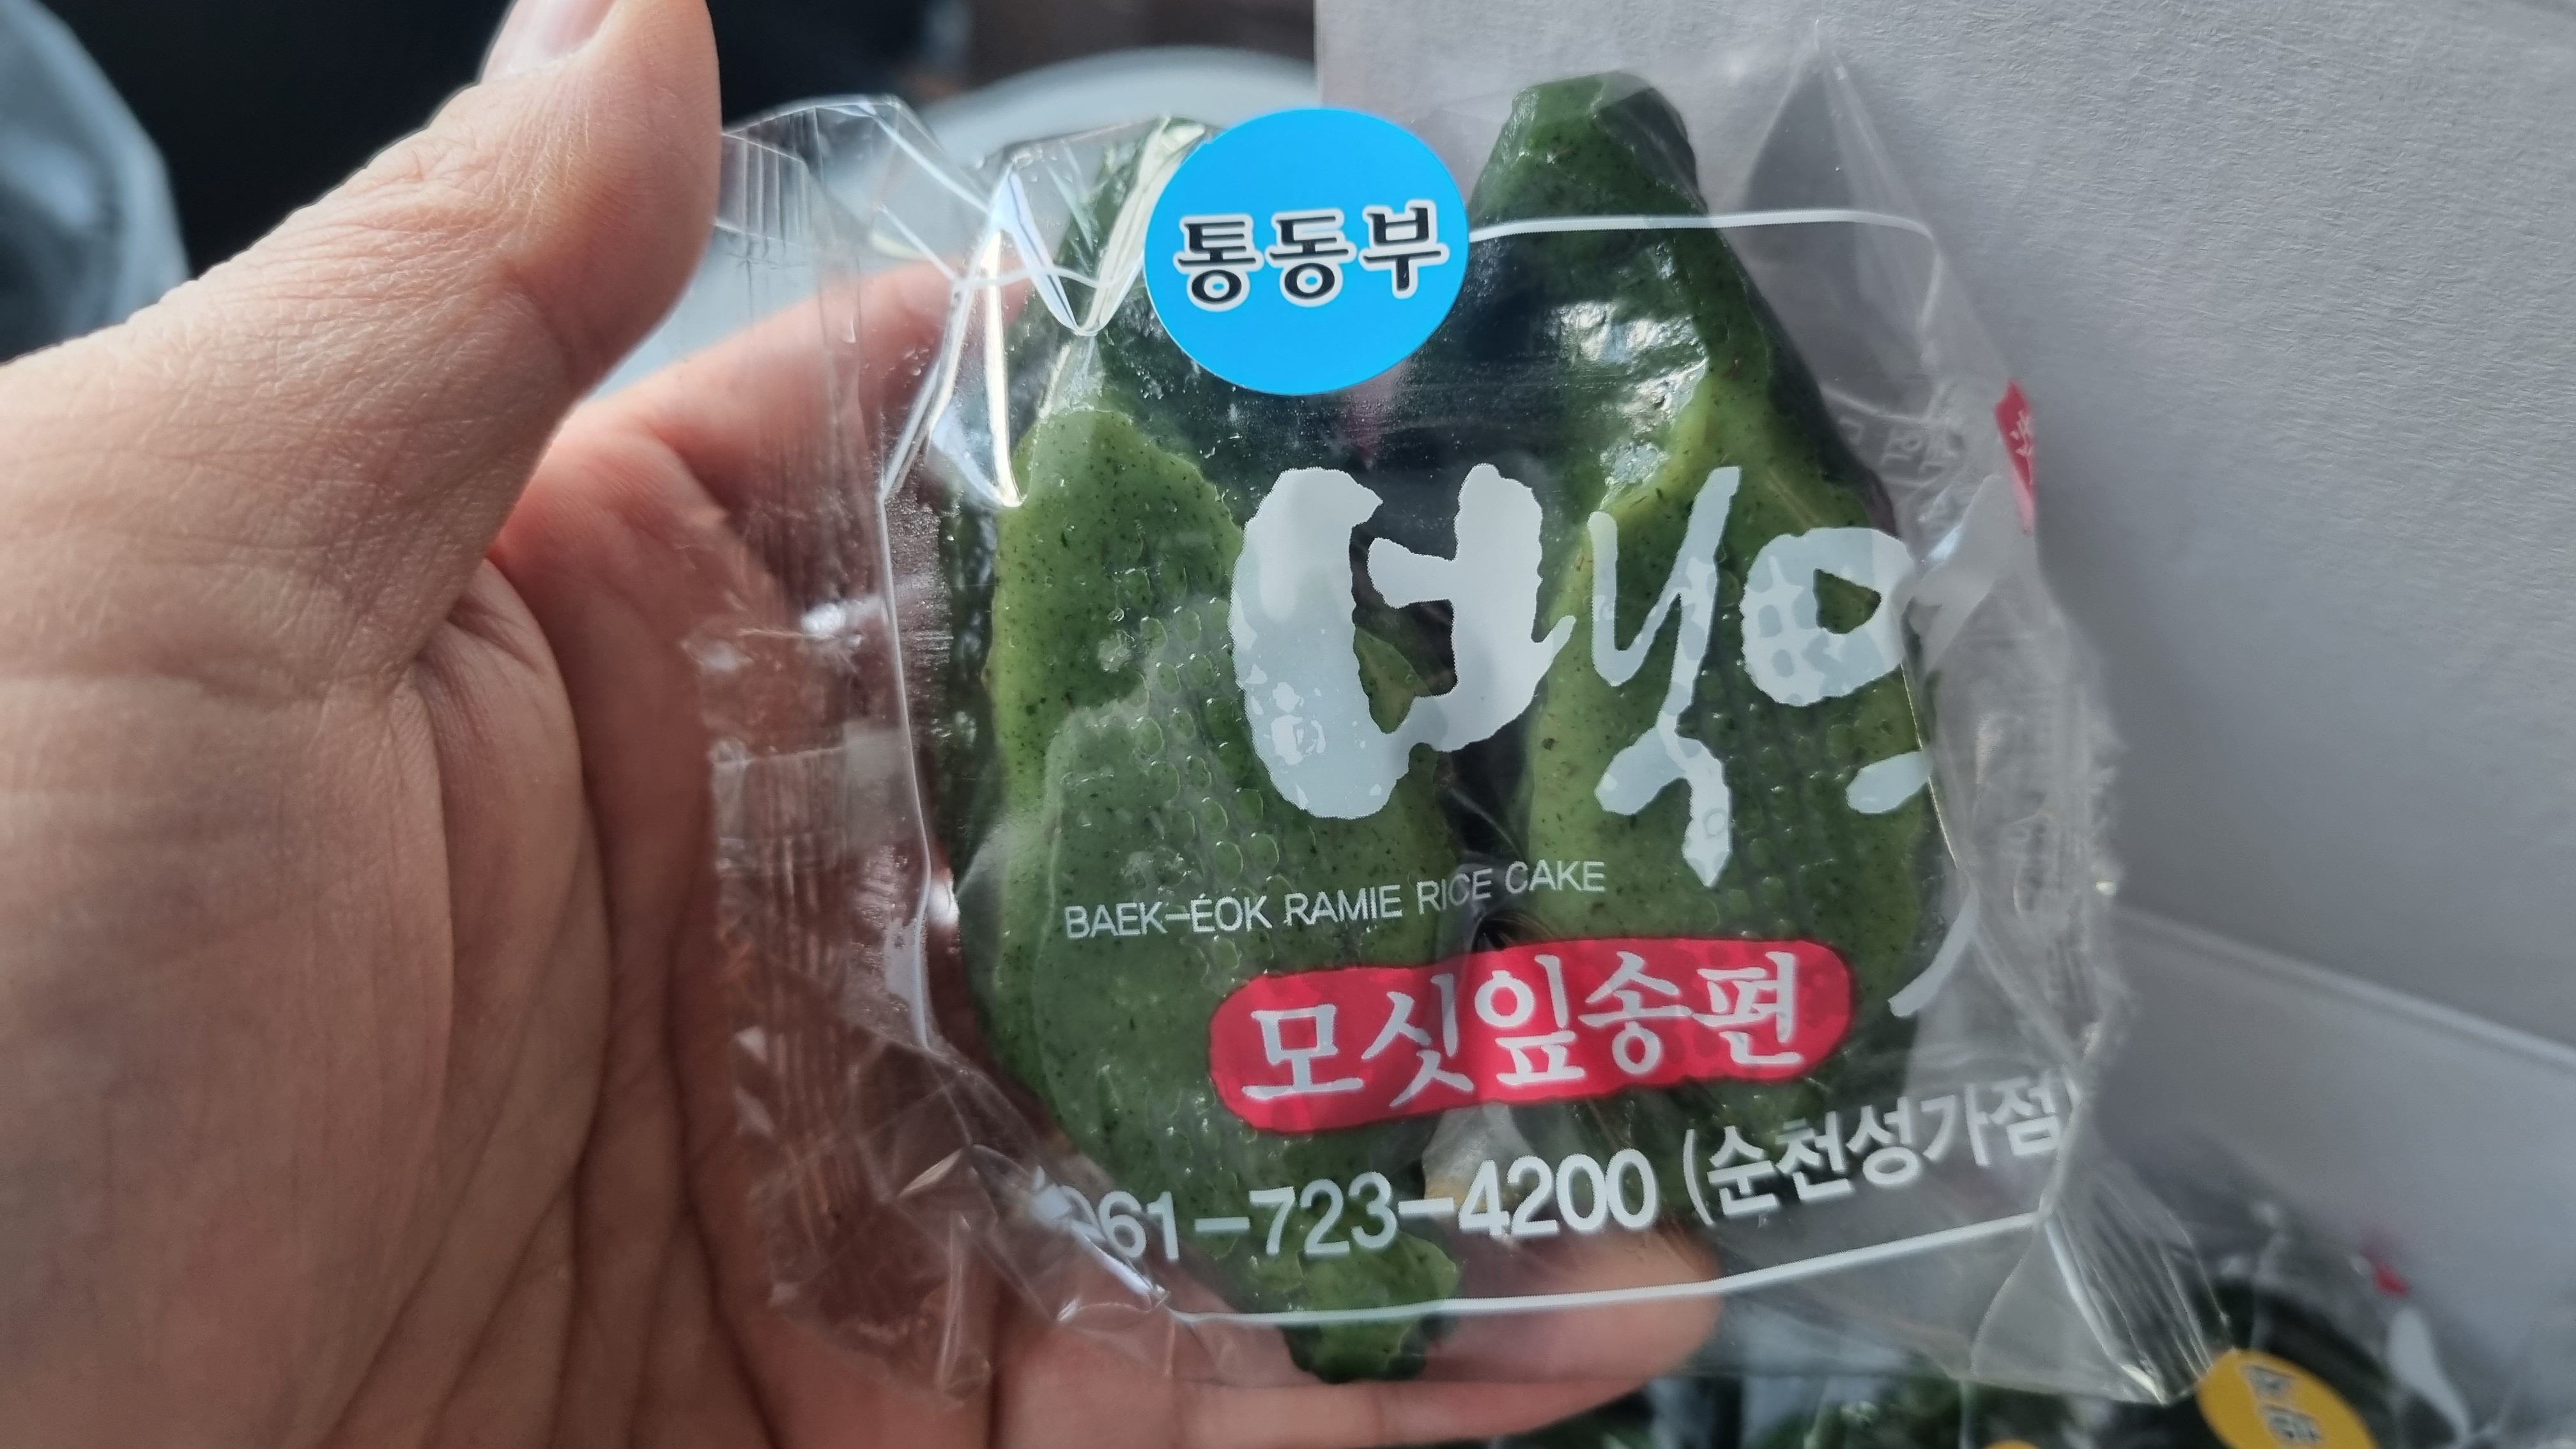 통동부
백억
BAEK-EOK RAMIE RICE CAKE
모싯잎송편
061-723-4200 (순천성가점)